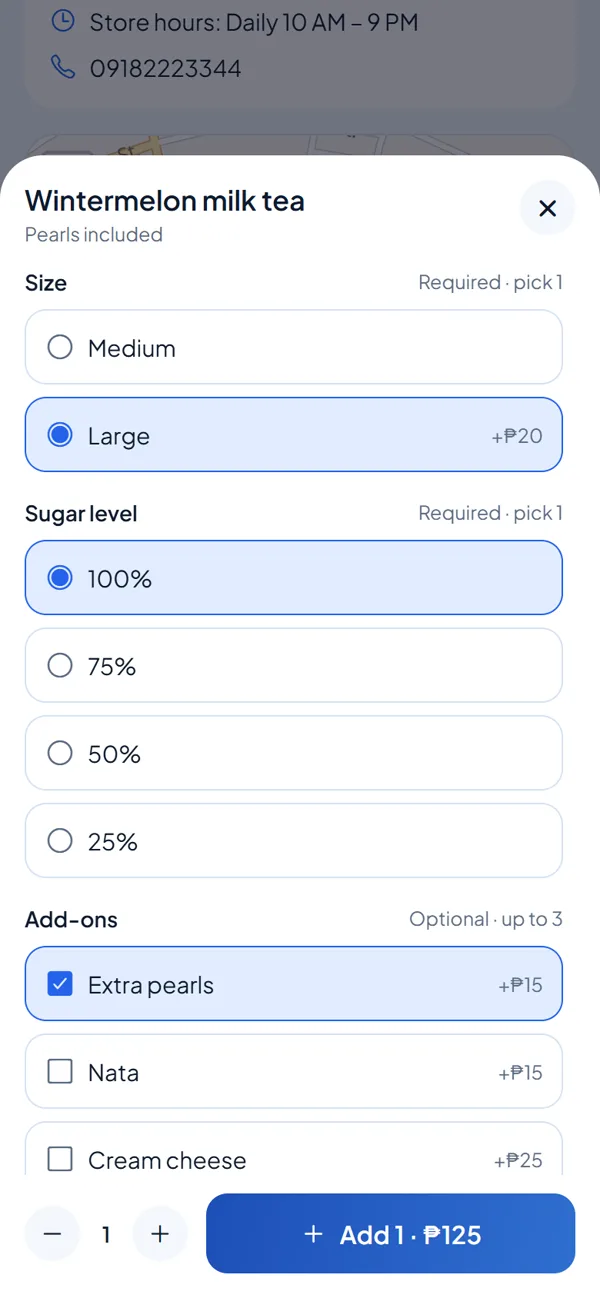 Store hours: Daily 10 AM – 9 PM
09182223344
Wintermelon milk tea
Pearls included
Size Required · pick 1
Medium
Large +₱20
Sugar level Required · pick 1
100%
75%
50%
25%
Add-ons Optional · up to 3
Extra pearls +₱15
Nata +₱15
Cream cheese +₱25
1 Add 1 · ₱125